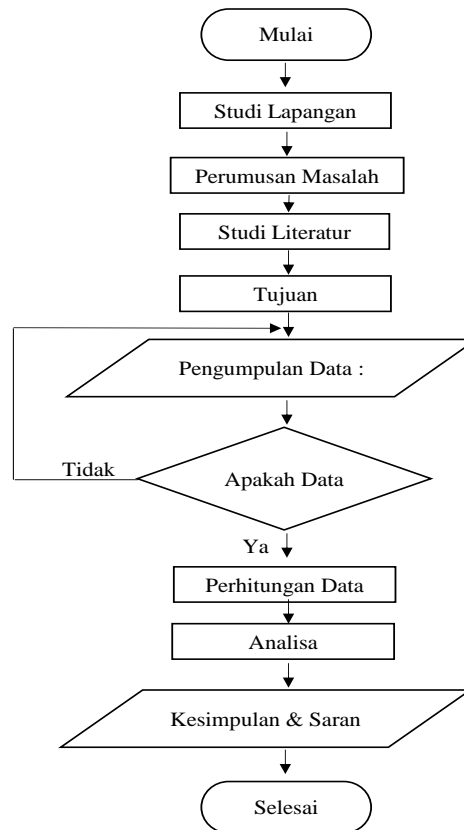 Mulai
Studi Lapangan
Perumusan Masalah
Studi Literatur
Tujuan
Pengumpulan Data :
Tidak
Apakah Data
Ya
Perhitungan Data
Analisa
Kesimpulan & Saran
Selesai